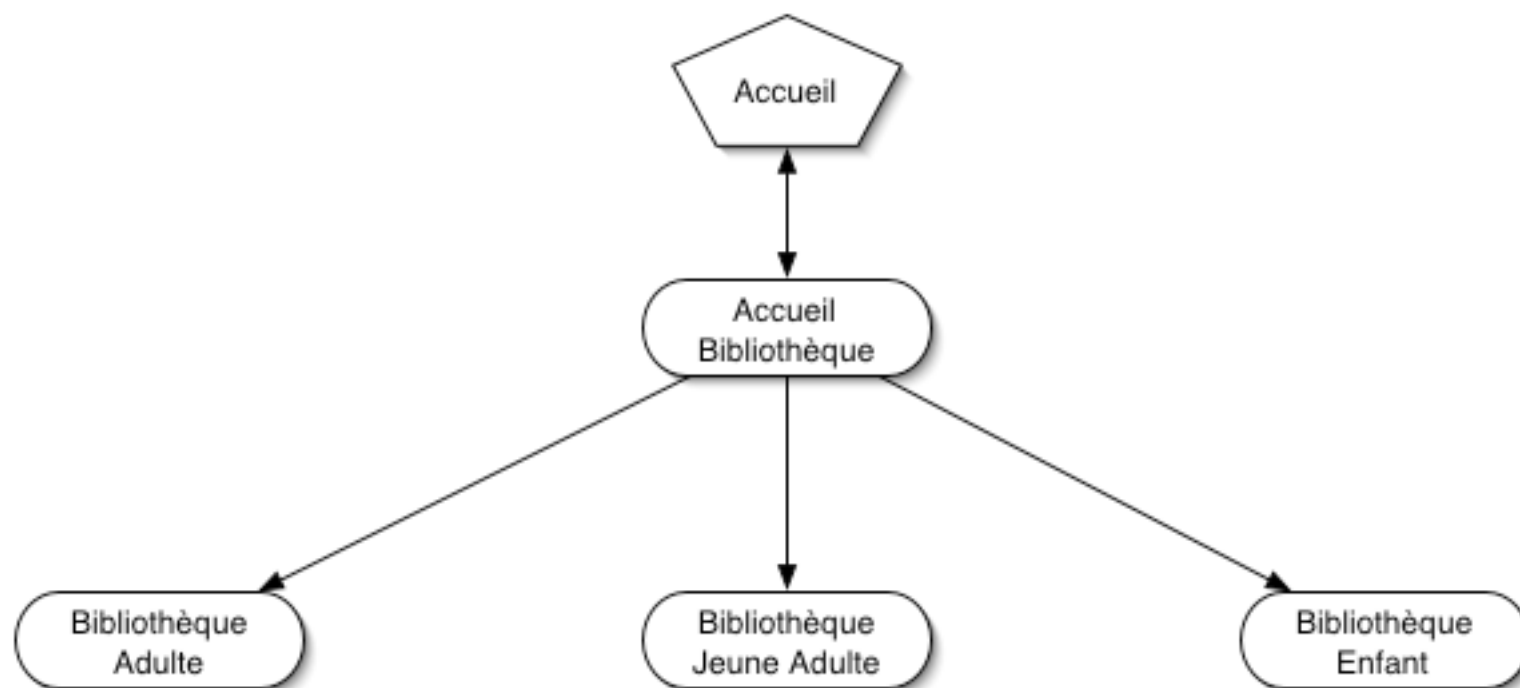 Accueil
Accueil
Bibliothèque
Bibliothèque
Adulte
Bibliothèque
Jeune Adulte
Bibliothèque
Enfant